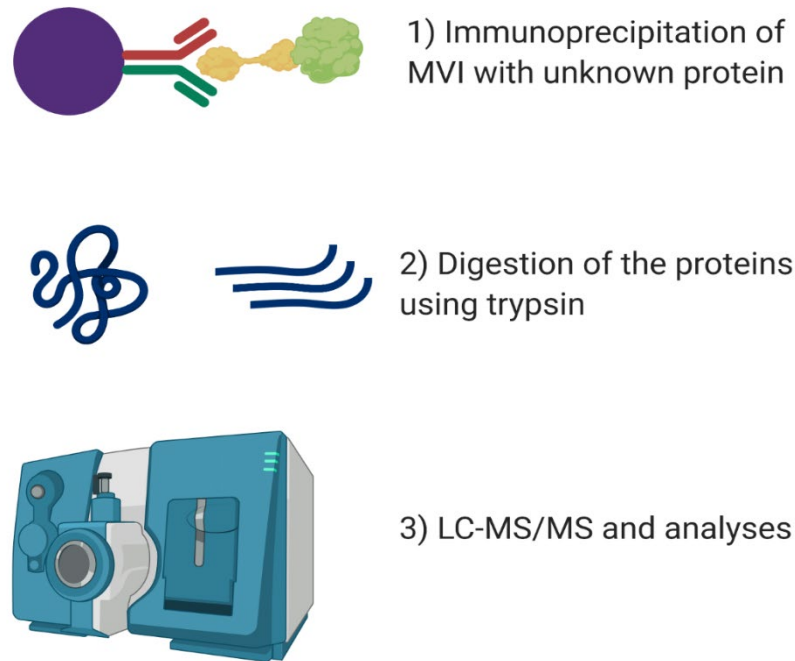 1) Immunoprecipitation of
MVI with unknown protein
2) Digestion of the proteins
using trypsin
3) LC-MS/MS and analyses